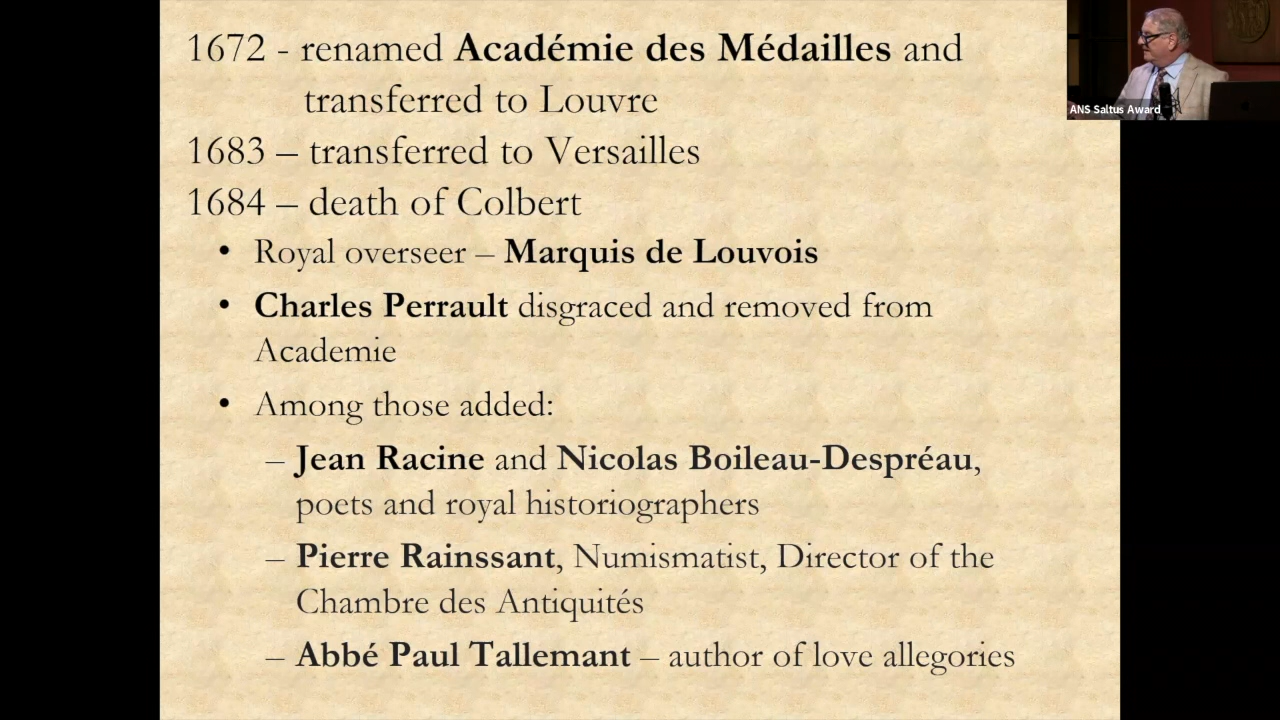 1672 - renamed Académie des Médailles and
transferred to Louvre
1683 – transferred to Versailles
1684 – death of Colbert
• Royal overseer – Marquis de Louvois
• Charles Perrault disgraced and removed from
Academie
• Among those added:
– Jean Racine and Nicolas Boileau-Despréau,
poets and royal historiographers
– Pierre Rainssant, Numismatist, Director of the
Chambre des Antiquités
– Abbé Paul Tallemant – author of love allegories
ANS Saltus Award